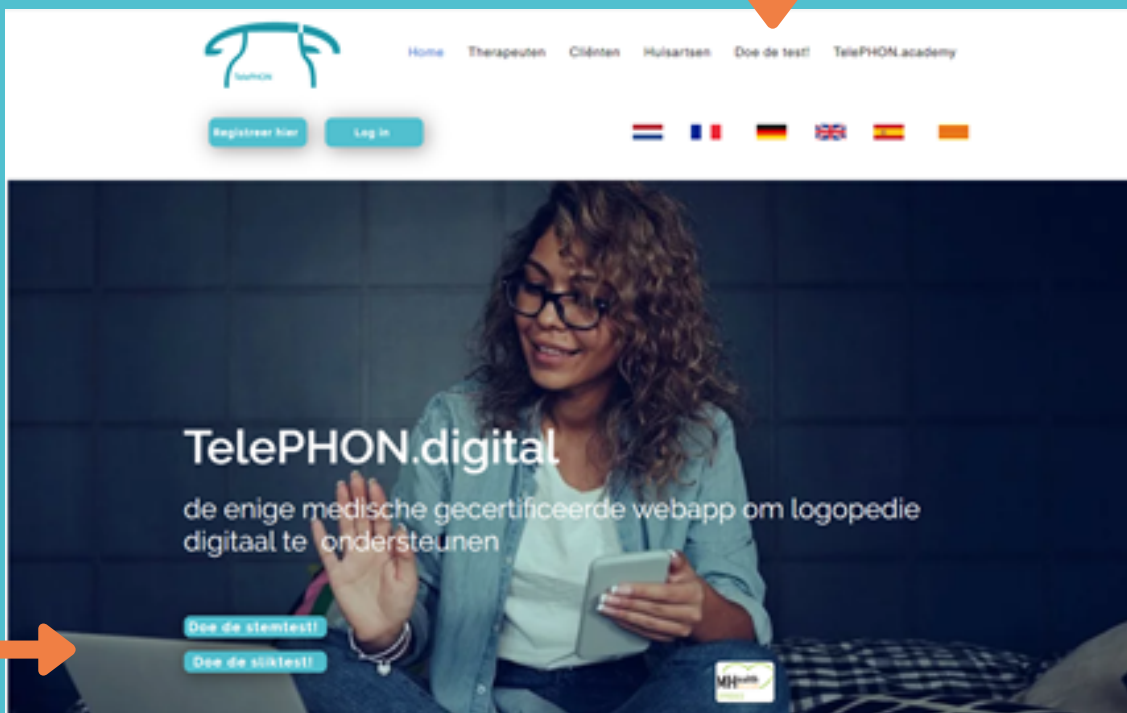 TelePHON
Home Therapeuten Cliënten Huisartsen Doe de test! TelePHON.academy
Registreer hier Log in
TelePHON.digital
de enige medische gecertificeerde webapp om logopedie
digitaal te ondersteunen
Doe de stemtest!
Doe de sliktest!
MHealth